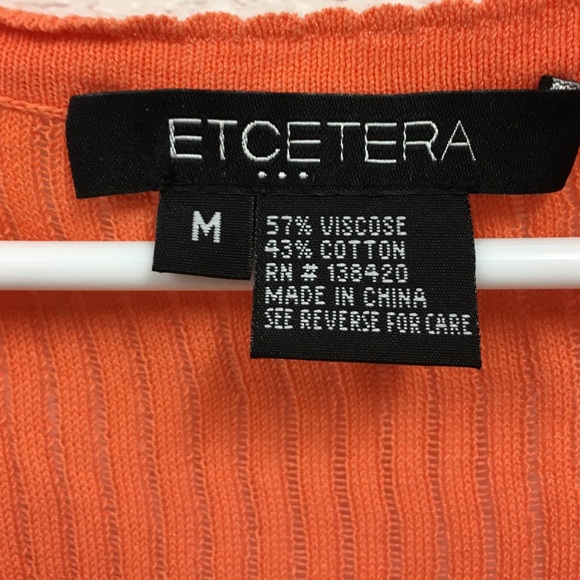 ETCETERA
...
M
57% VISCOSE
43% COTTON
RN # 138420
MADE IN CHINA
SEE REVERSE FOR CARE